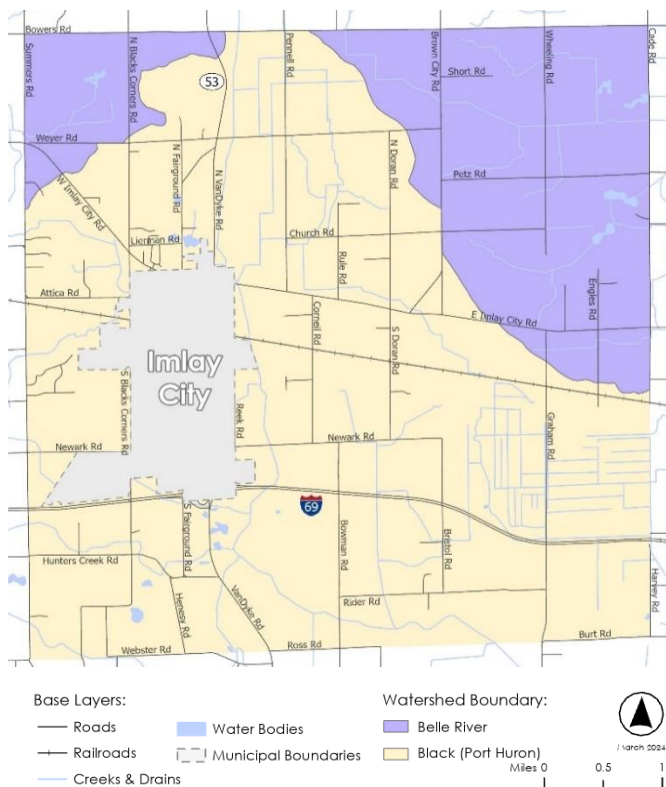 Bowers Rd
Summers Rd
N Blacks Corners Rd
53
Pennell Rd
Brown City Rd
Short Rd
Wheeling Rd
Cade Rd
Weyer Rd
N Fairground Rd
N VanDyke Rd
N Doran Rd
Petz Rd
W Imlay City Rd
Liennan Rd
Church Rd
Rule Rd
Attica Rd
Corneil Rd
S Doran Rd
E Imlay City Rd
Engles Rd
Imlay
City
S Blacks Corners Rd
Reek Rd
Graham Rd
Newark Rd
Newark Rd
69
S Fairground Rd
Bowman Rd
Bristol Rd
Hunters Creek Rd
Henesy Rd
VanDyke Rd
Rider Rd
Harvey Rd
Webster Rd
Ross Rd
Burt Rd
Base Layers:
Roads
Railroads
Creeks & Drains
Water Bodies
Municipal Boundaries
Watershed Boundary:
Belle River
Black (Port Huron)
March 2024
Miles 0 0.5 1